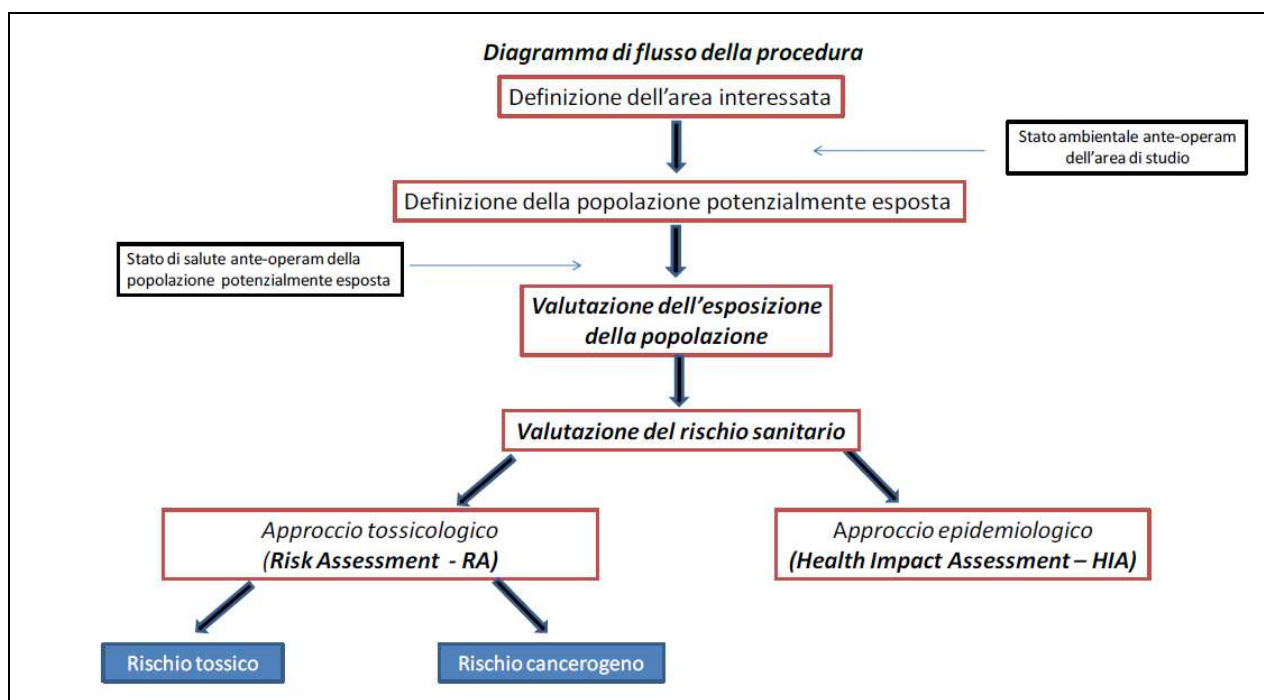 Diagramma di flusso della procedura
Definizione dell'area interessata
Stato ambientale ante-operam
dell'area di studio
Definizione della popolazione potenzialmente esposta
Stato di salute ante-operam della
popolazione potenzialmente esposta
Valutazione dell'esposizione
della popolazione
Valutazione del rischio sanitario
Approccio tossicologico
(Risk Assessment - RA)
Approccio epidemiologico
(Health Impact Assessment – HIA)
Rischio tossico
Rischio cancerogeno